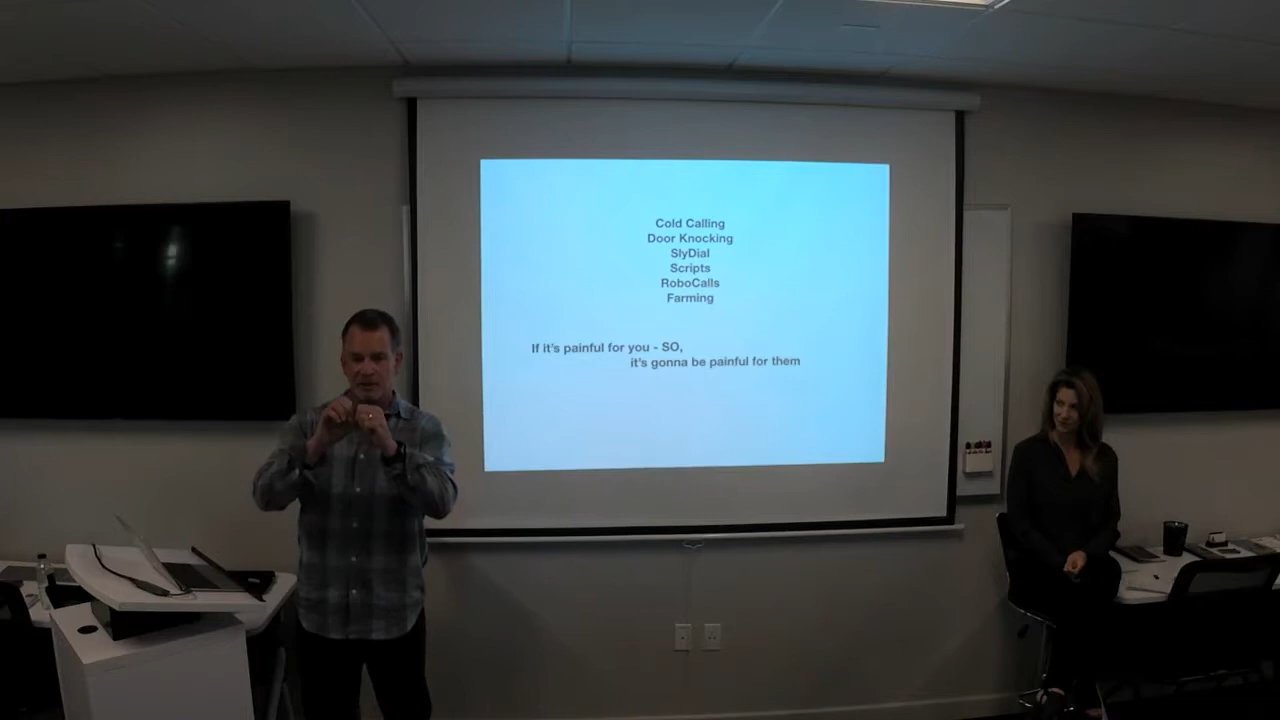 Cold Calling
Door Knocking
SlyDial
Scripts
RoboCalls
Farming
If it's painful for you - SO,
it's gonna be painful for them